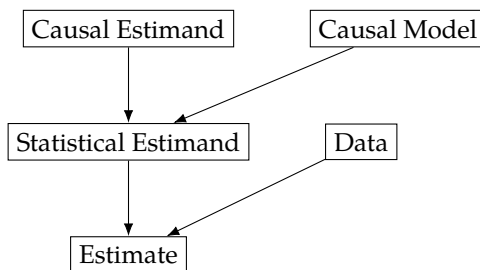 Causal Estimand
Causal Model
Statistical Estimand
Data
Estimate